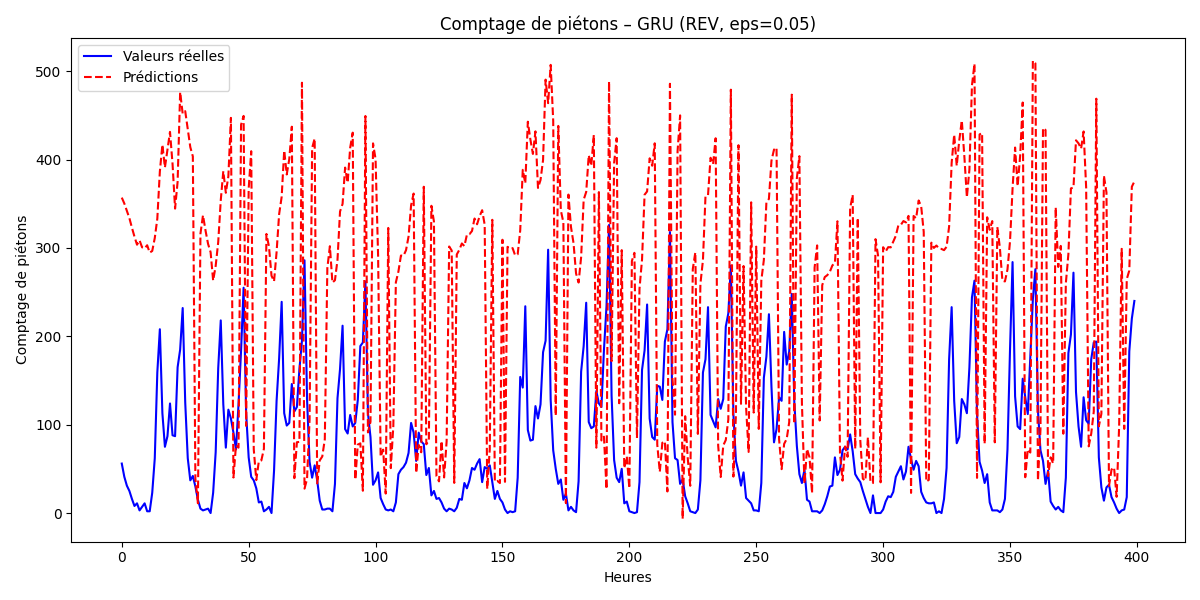 Comptage de piétons – GRU (REV, eps=0.05)
Valeurs réelles
Prédictions
Comptage de piétons
500
400
300
200
100
0
0 50 100 150 200 250 300 350 400
Heures